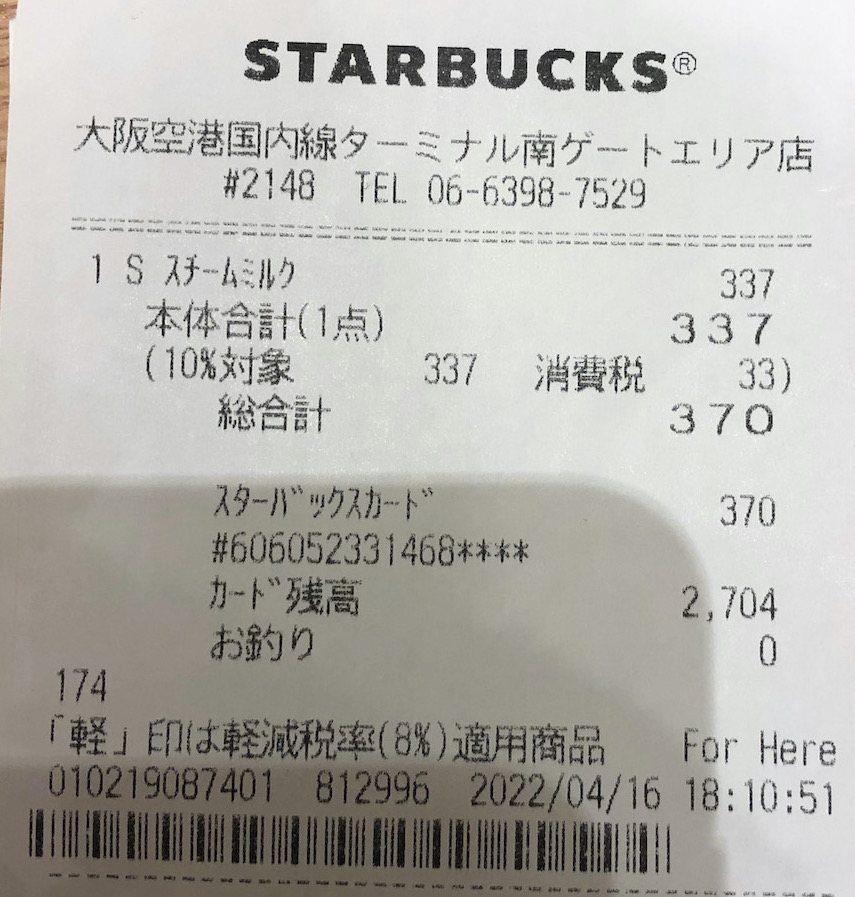 STARBUCKS®
大阪空港国内線ターミナル南ゲートエリア店
#2148 TEL 06-6398-7529
1 S ｽﾁｰﾑﾐﾙｸ 337
本体合計(1点) 337
(10%対象 337 消費税 33)
総合計 370
ｽﾀｰﾊﾞｯｸｽｶｰﾄﾞ 370
#606052331468****
ｶｰﾄﾞ残高 2,704
お釣り 0
174
「軽」印は軽減税率(8%)適用商品 For Here
010219087401 812996 2022/04/16 18:10:51